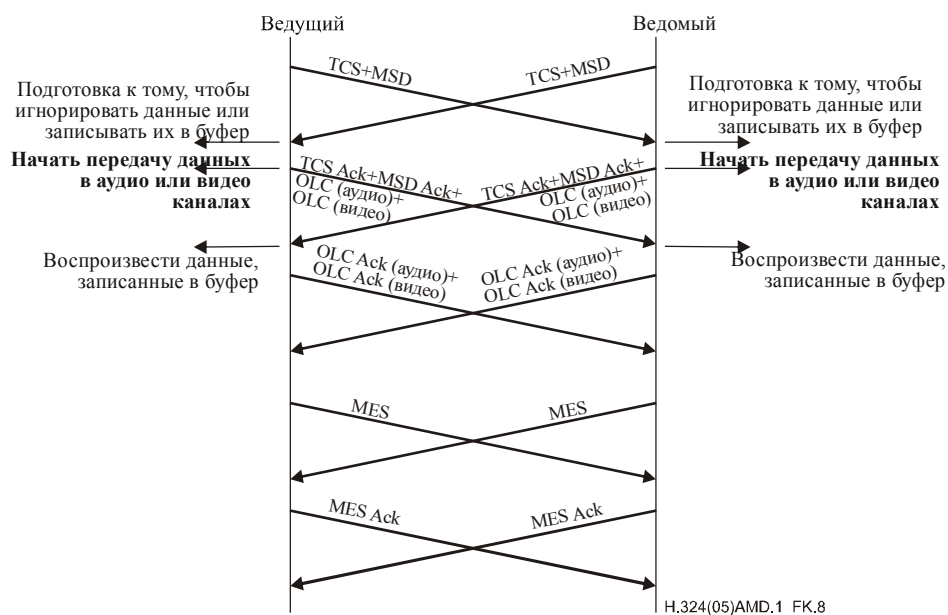 Ведущий
Ведомый
TCS+MSD
TCS+MSD
Подготовка к тому, чтобы
игнорировать данные или
записывать их в буфер
Подготовка к тому, чтобы
игнорировать данные или
записывать их в буфер
Начать передачу данных
в аудио или видео
каналах
TCS Ack+MSD Ack+
OLC (аудио)+
OLC (видео)
TCS Ack+MSD Ack+
OLC (аудио)+
OLC (видео)
Начать передачу данных
в аудио или видео
каналах
Воспроизвести данные,
записанные в буфер
OLC Ack (аудио)+
OLC Ack (видео)
OLC Ack (аудио)+
OLC Ack (видео)
Воспроизвести данные,
записанные в буфер
MES
MES
MES Ack
MES Ack
H.324(05)AMD.1_FK.8